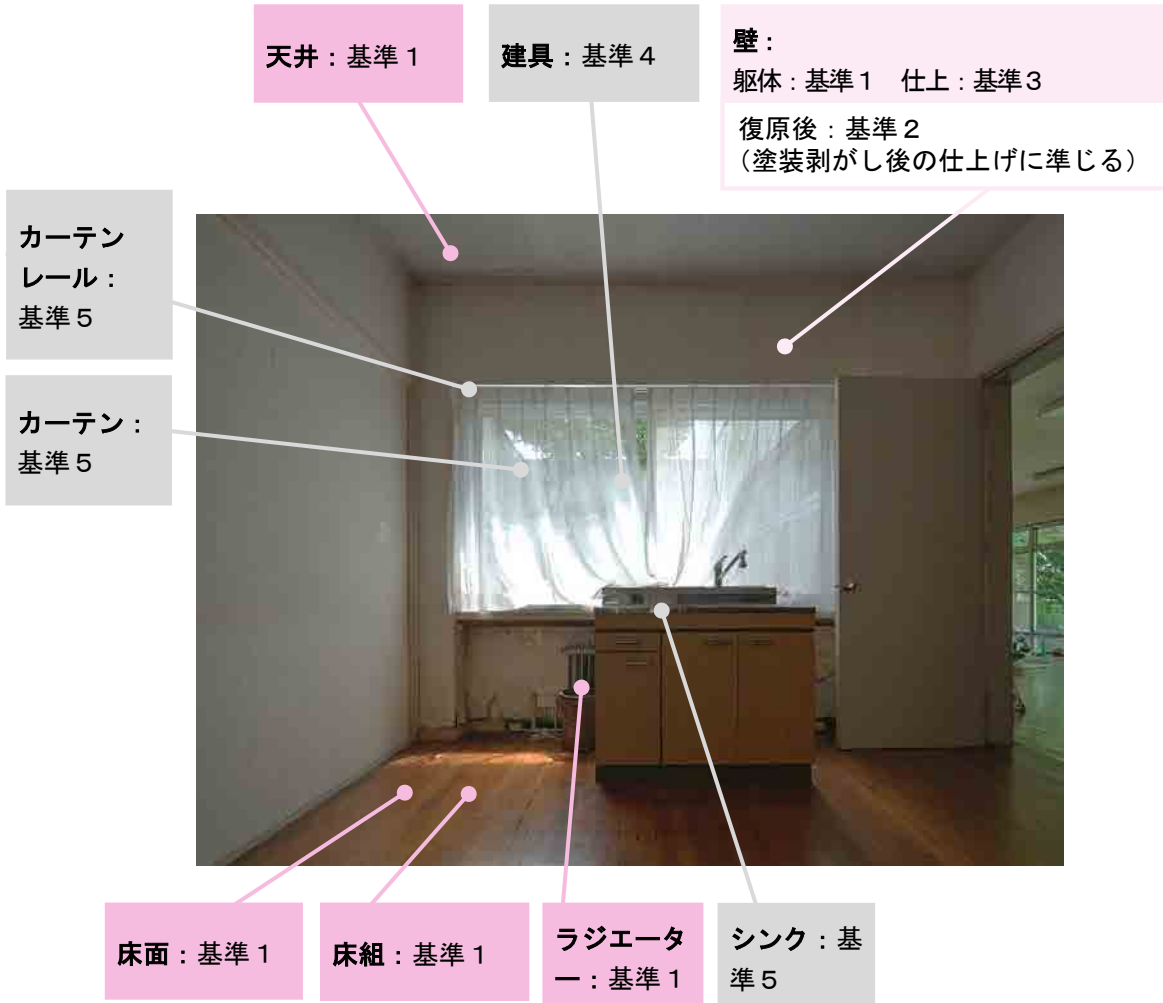 天井：基準１
建具：基準４
壁：
躯体：基準１　仕上：基準３
復原後：基準２
（塗装剥がし後の仕上げに準じる）
カーテン
レール：
基準５
カーテン：
基準５
床面：基準１
床組：基準１
ラジエータ
ー：基準１
シンク：基
準５